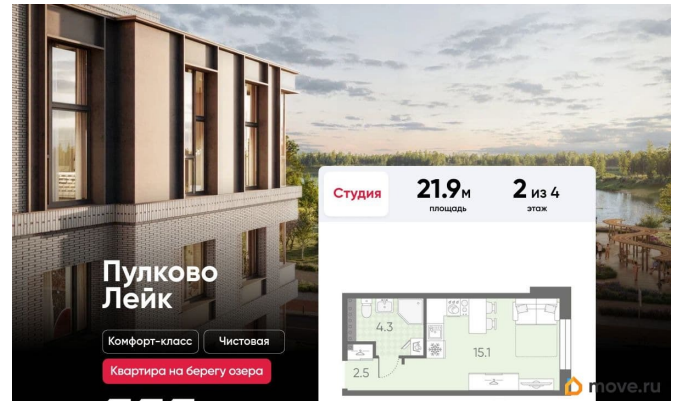 Студия
21.9 м
площадь
2 из 4
этаж
Пулково
Лейк
Комфорт-класс
Чистовая
Квартира на берегу озера
4.3
15.1
2.5
move.ru